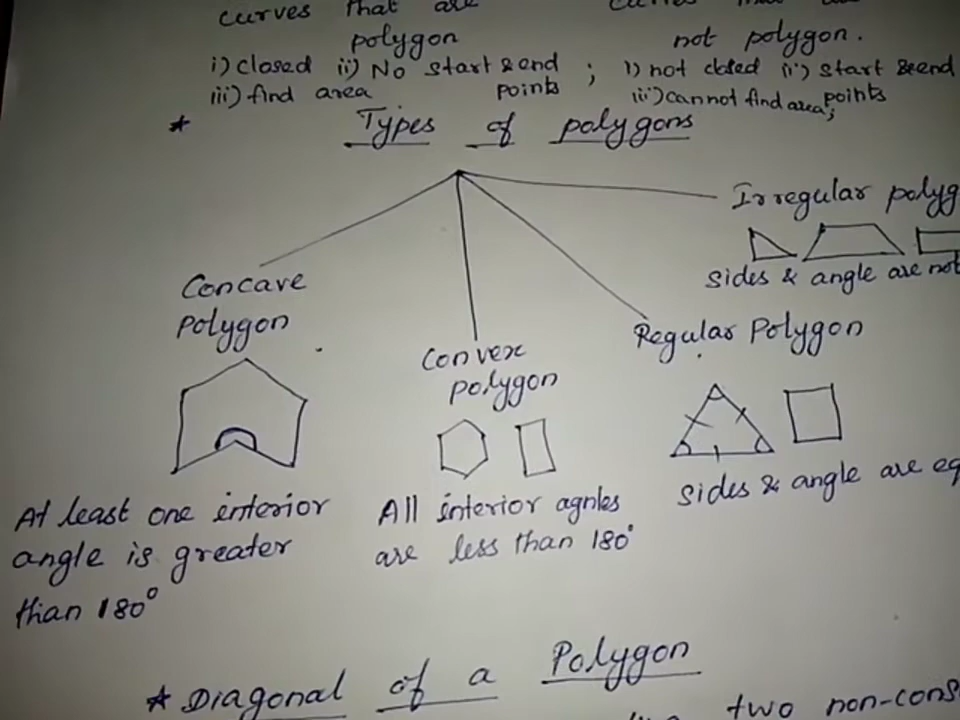 curves that are
polygon
i) closed ii) No start & end points
iii) find area
;
not polygon.
i) not closed ii) start & end points
iii) cannot find area;
* Types of polygons
Irregular polyg
Sides & angle are not
Concave
Polygon
At least one interior
angle is greater
than 180°
Convex
polygon
All interior agnles
are less than 180°
Regular Polygon
Sides & angle are eq
* Diagonal of a Polygon
two non-cons